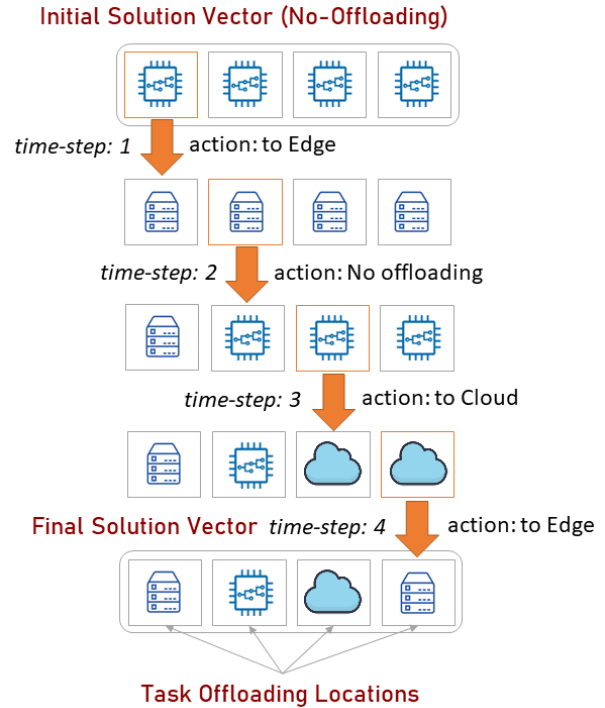 Initial Solution Vector (No-Offloading)
time-step: 1 action: to Edge
time-step: 2 action: No offloading
time-step: 3 action: to Cloud
Final Solution Vector time-step: 4 action: to Edge
Task Offloading Locations